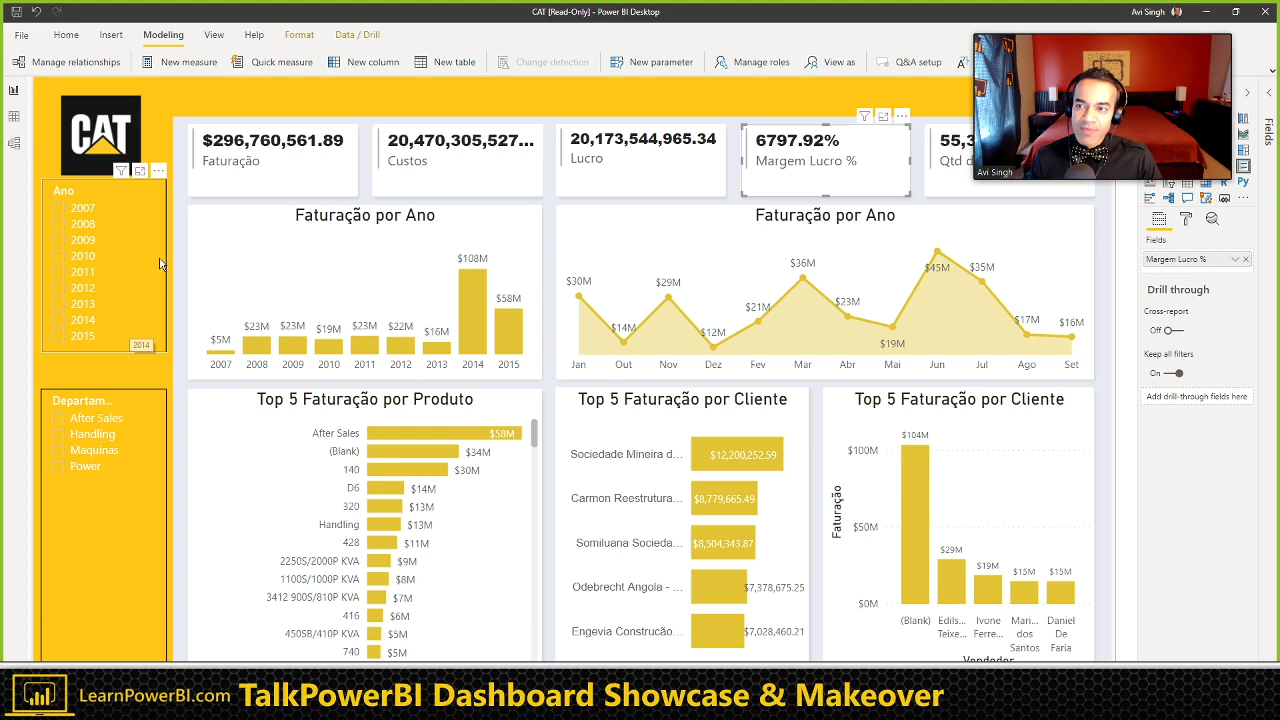 CAT [Read-Only] - Power BI Desktop
Avi Singh
File Home Insert Modeling View Help Format Data / Drill
Manage relationships New measure Quick measure New column New table Change detection New parameter Manage roles View as Q&A setup
CAT
Ano
2007
2008
2009
2010
2011
2012
2013
2014
2015
2014
Departam...
After Sales
Handling
Maquinas
Power
$296,760,561.89
Faturação
20,470,305,527...
Custos
20,173,544,965.34
Lucro
6797.92%
Margem Lucro %
55,3
Qtd d
Avi Singh
Faturação por Ano
$5M $23M $23M $19M $23M $22M $16M $108M $58M
2007 2008 2009 2010 2011 2012 2013 2014 2015
Faturação por Ano
$30M $14M $29M $12M $21M $36M $23M $19M $45M $35M $17M $16M
Jan Out Nov Dez Fev Mar Abr Mai Jun Jul Ago Set
Top 5 Faturação por Produto
After Sales $58M
(Blank) $34M
140 $30M
D6 $14M
320 $13M
Handling $13M
428 $11M
2250S/2000P KVA $9M
1100S/1000P KVA $8M
3412 900S/810P KVA $7M
416 $6M
450SB/410P KVA $5M
740 $5M
Top 5 Faturação por Cliente
Sociedade Mineira d... $12,200,252.59
Carmon Reestrutura... $8,779,665.49
Somiluana Socieda... $8,504,343.87
Odebrecht Angola - ... $7,378,675.25
Engevia Construcão... $7,028,460.21
Top 5 Faturação por Cliente
Faturação
$100M
$50M
$0M
$104M $29M $19M $15M $15M
(Blank) Edils... Ivone Mari... Daniel
Teixe... Ferre... dos De
Santos Faria
Vendedor
Fields
Py
Fields
Margem Lucro %
Drill through
Cross-report
Off
Keep all filters
On
Add drill-through fields here
LearnPowerBI.com TalkPowerBI Dashboard Showcase & Makeover